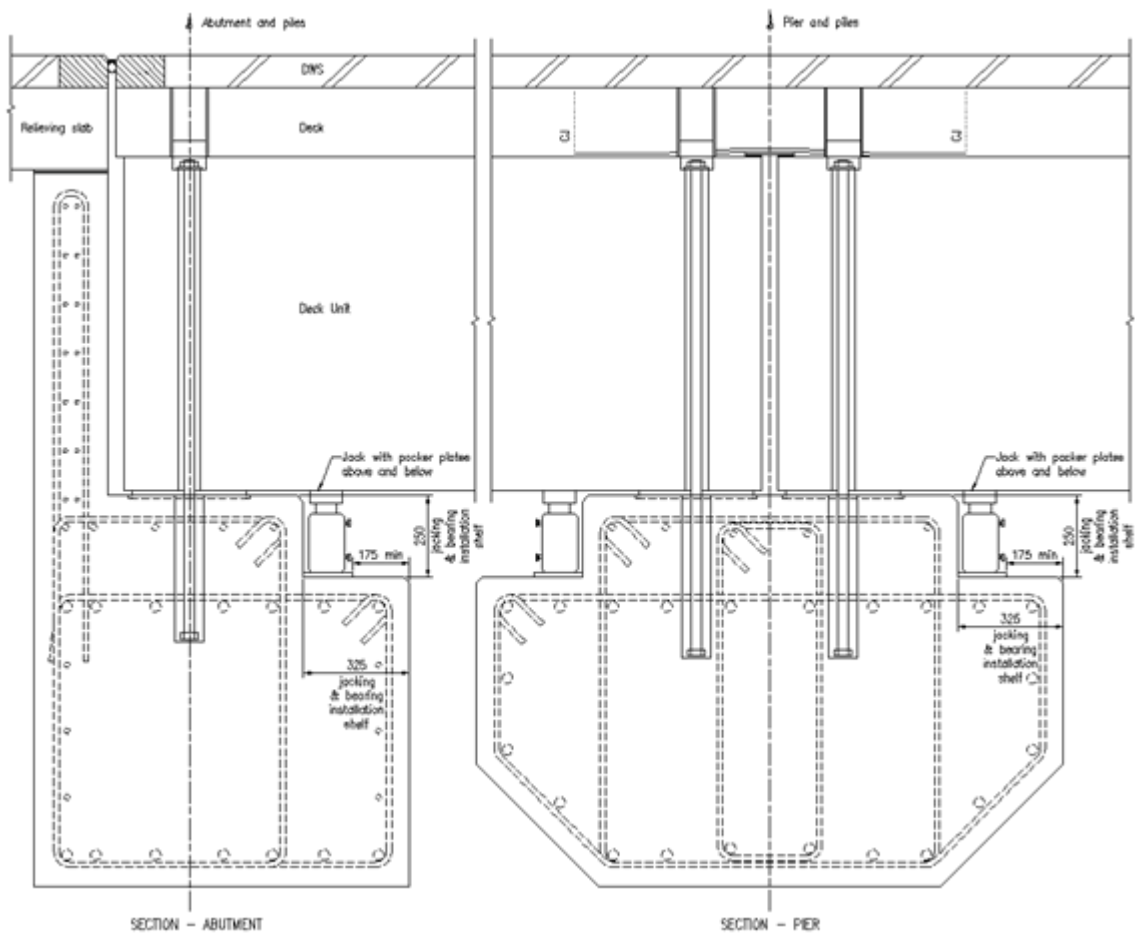 Abutment and piles
Pier and piles
DWS
Relieving slab
Deck
CJ
CJ
Deck Unit
Jack with packer plates
above and below
Jack with packer plates
above and below
250
jacking
& bearing
installation
shelf
175 min
250
jacking
& bearing
installation
shelf
175 min
325
jacking
& bearing
installation
shelf
325
jacking
& bearing
installation
shelf
SECTION - ABUTMENT
SECTION - PIER